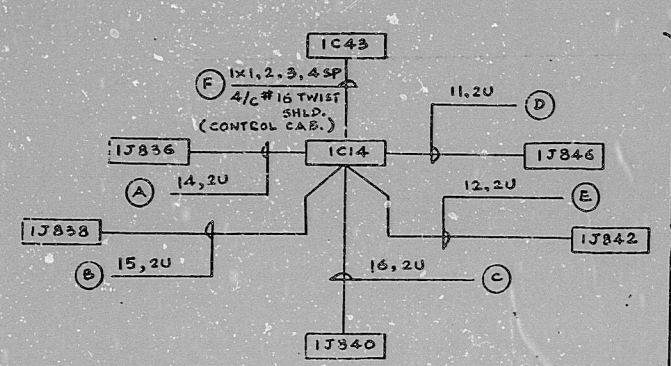 1C43
F 1X1, 2, 3, 4 SP
4/C #16 TWIST
SHLD.
(CONTROL CAB.)
11, 2U D
1J836
1C14
1J846
A 14, 2U
12, 2U E
1J838
1J842
B 15, 2U
16, 2U C
1J840